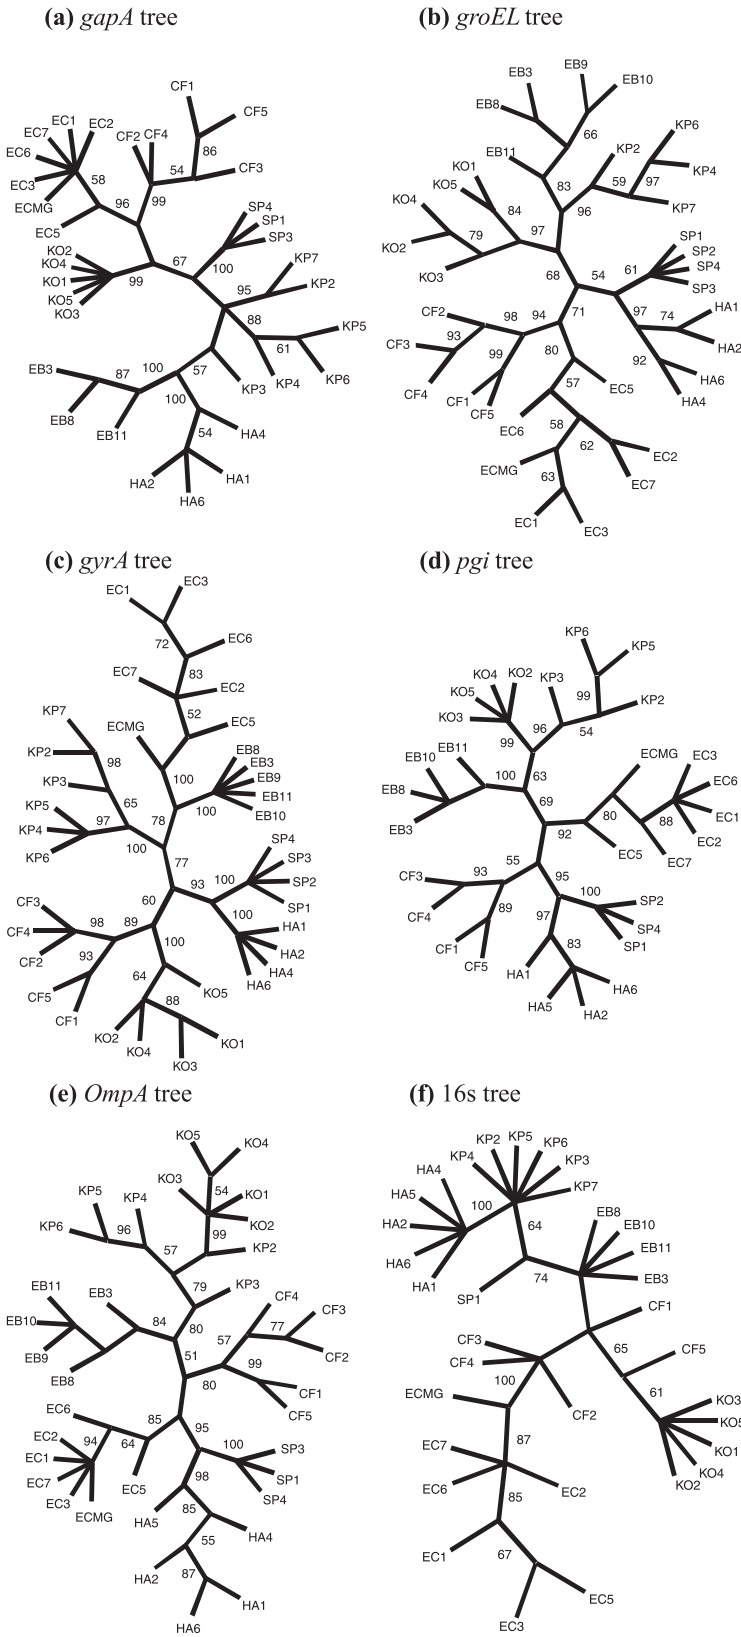 (a) gapA tree
(b) groEL tree
CF1
CF5
EC1
EC2
EC7
CF2
CF4
EC6
86
54
CF3
58
EC3
99
ECMG
96
SP4
SP1
EC5
SP3
KO2
67
KP7
KO4
100
KO1
99
95
KP2
KO5
KO3
88
KP5
61
100
57
EB3
87
KP3
KP4
KP6
100
EB8
EB11
HA4
54
HA2
HA1
HA6
EB9
EB3
EB10
EB8
66
KP6
EB11
KP2
KO1
97
KP4
KO5
83
59
KO4
96
KP7
84
97
SP1
KO2
79
SP2
KO3
68
54
61
SP4
SP3
HA1
CF2
98
94
71
97
74
93
HA2
CF3
80
92
99
HA6
CF4
57
EC5
HA4
CF1
CF5
EC6
58
62
EC2
ECMG
63
EC7
EC1
EC3
(c) gyrA tree
(d) pgi tree
EC3
EC1
72
EC6
EC7
83
EC2
KP7
52
ECMG
EC5
KP2
98
EB8
100
EB3
KP3
EB9
65
EB11
KP5
78
100
EB10
KP4
97
100
SP4
KP6
77
SP3
93
100
SP2
CF3
60
SP1
98
89
100
HA1
CF4
HA2
CF2
93
100
HA4
HA6
CF5
64
KO5
CF1
88
KO2
KO4
KO1
KO3
KP6
KP5
KO4
KO2
KP3
KO5
99
KP2
KO3
96
54
99
EB11
EB10
63
ECMG
EC3
100
EC6
EB8
69
80
88
EC1
92
EB3
EC2
EC5
EC7
55
93
95
CF3
100
SP2
CF4
89
97
SP4
SP1
CF1
83
CF5
HA1
HA6
HA5
HA2
(e) OmpA tree
(f) 16s tree
KO5
KO4
KO3
KP5
54
KO1
KP4
KO2
KP6
96
99
KP2
57
79
KP3
EB11
EB3
CF4
CF3
EB10
84
80
77
57
51
CF2
EB9
99
80
EB8
CF1
EC6
CF5
85
EC2
95
94
64
100
SP3
EC1
SP1
EC7
98
EC5
SP4
EC3
HA5
85
ECMG
HA4
55
HA2
87
HA1
HA6
KP5
KP2
KP6
HA4
KP4
KP3
HA5
100
KP7
HA2
EB8
64
EB10
HA6
EB11
74
HA1
EB3
SP1
CF1
CF3
65
CF5
CF4
100
61
KO3
ECMG
KO5
CF2
KO1
87
EC7
KO4
KO2
EC6
EC2
85
EC1
67
EC5
EC3